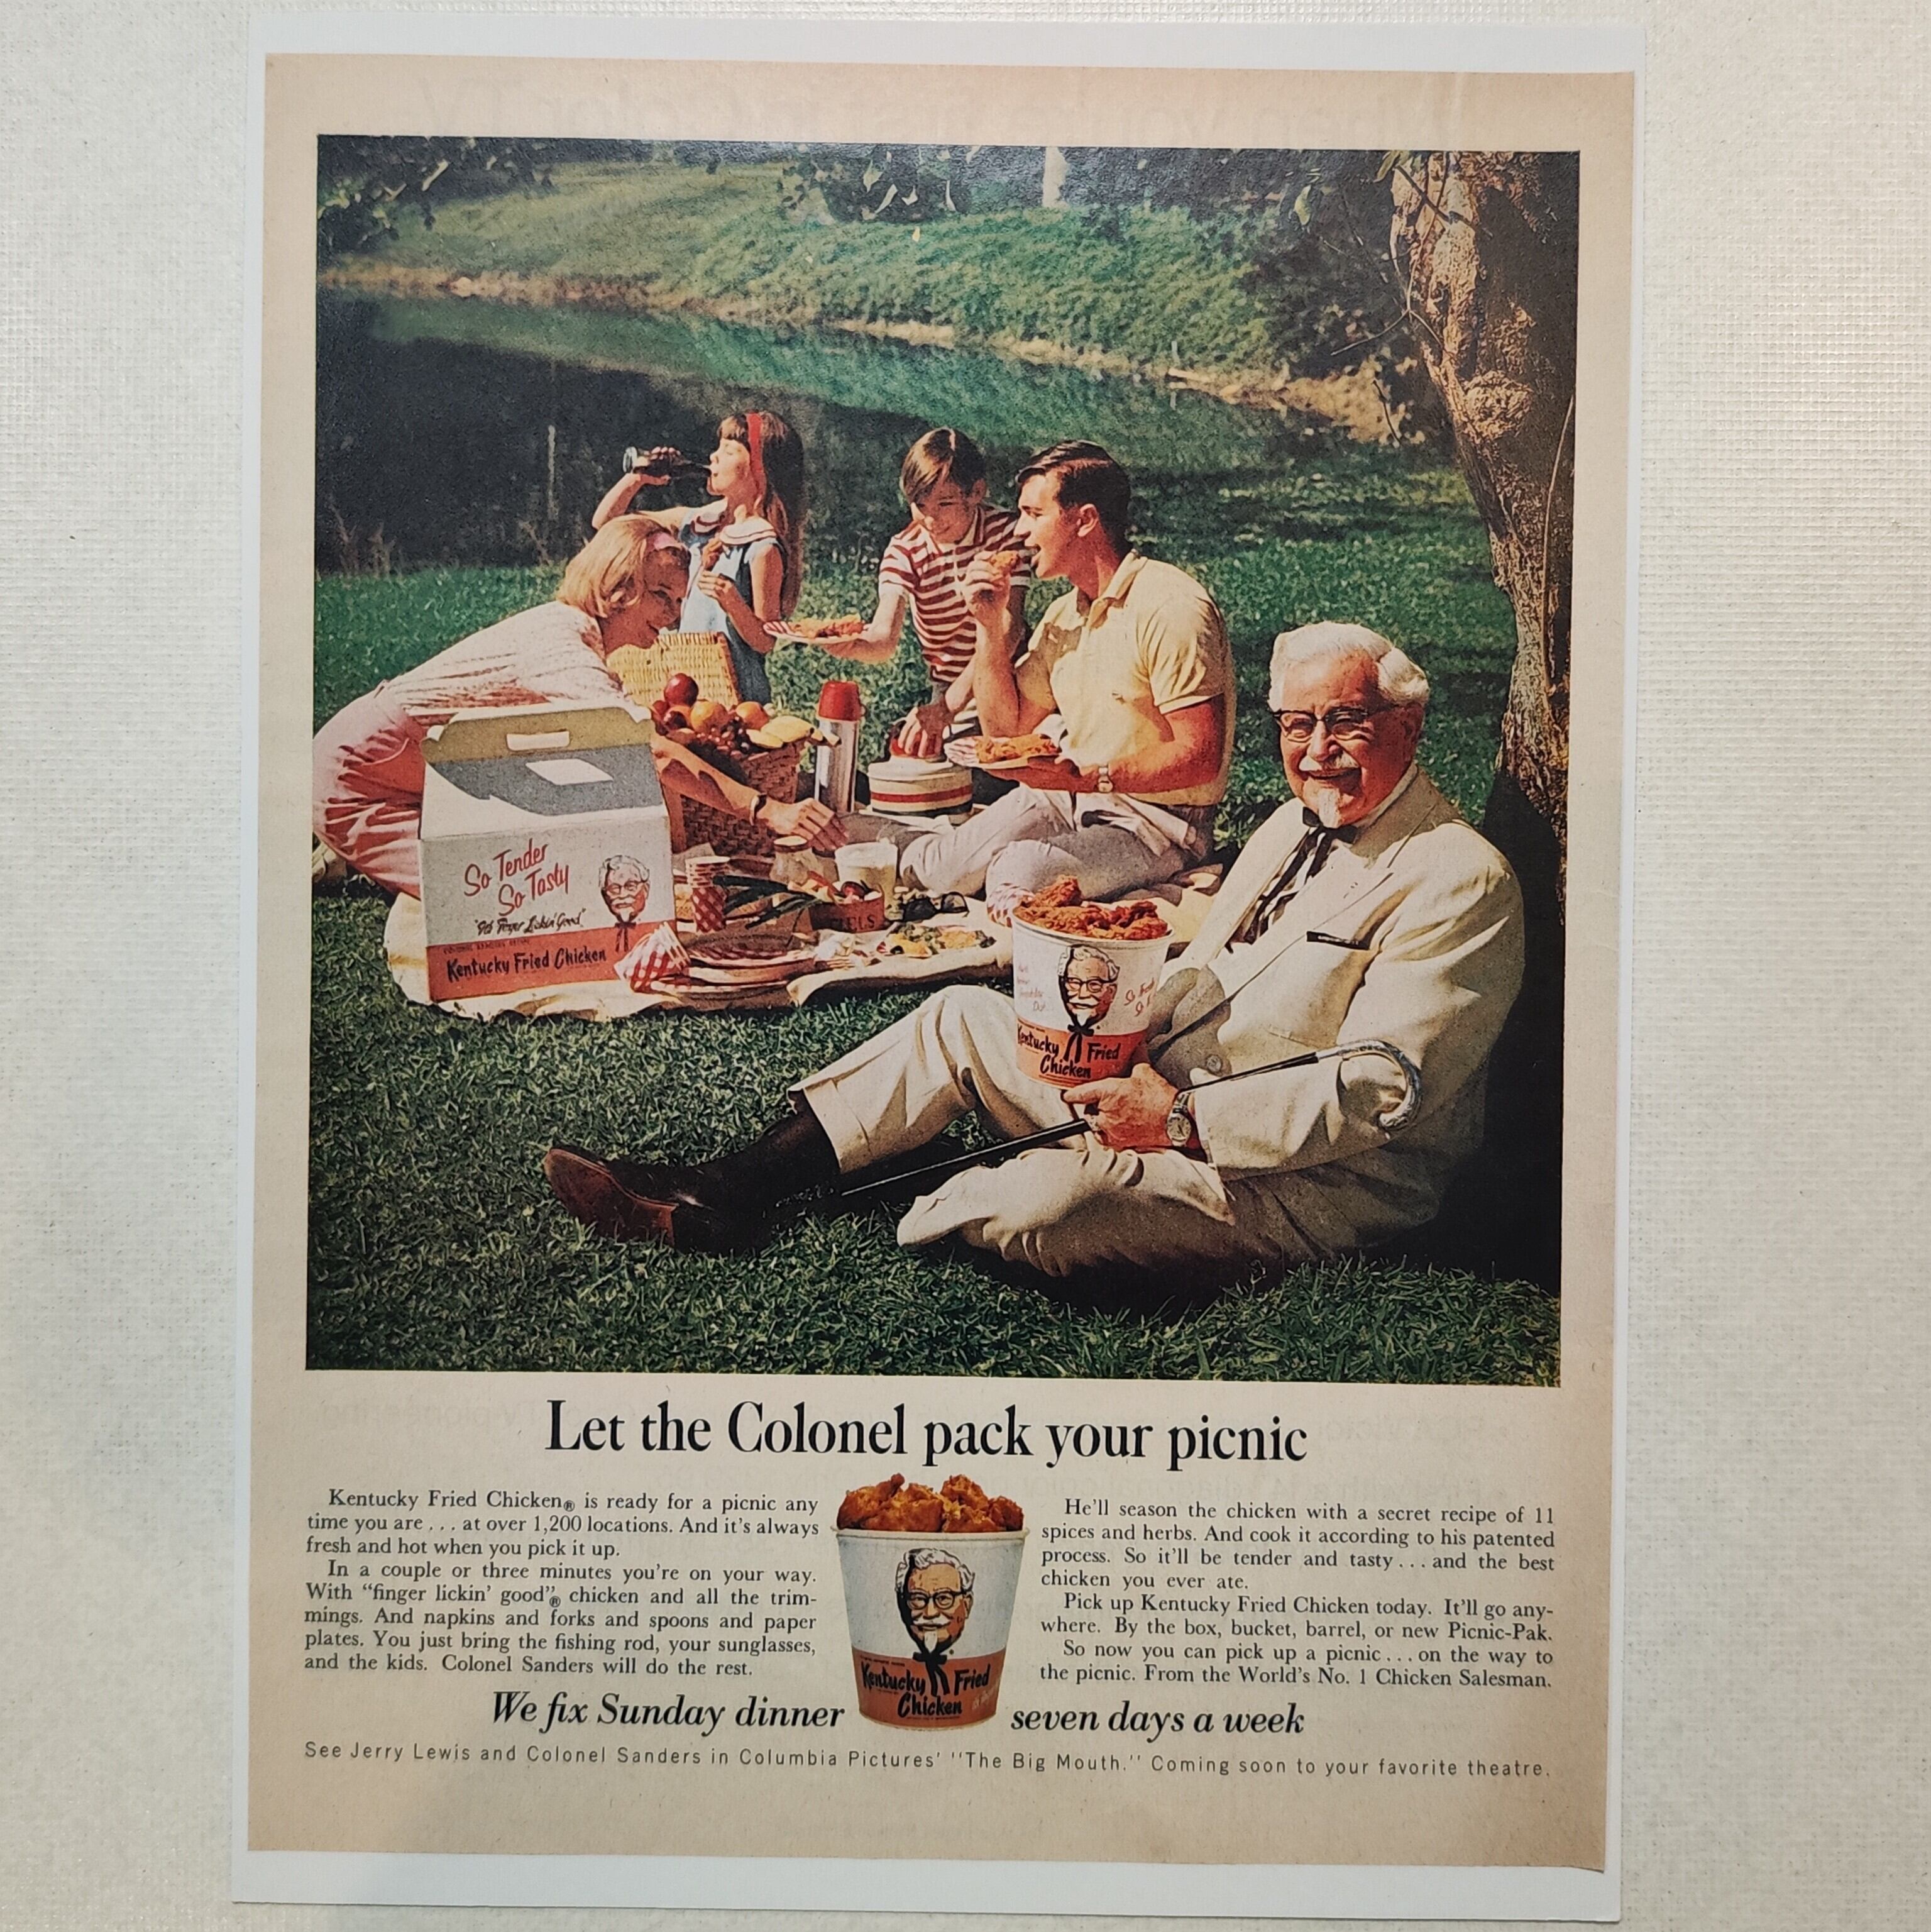 So Tender
So Tasty
"It's Finger Lickin' Good"
Kentucky Fried Chicken
Kentucky Fried
Chicken
Let the Colonel pack your picnic
Kentucky Fried Chicken® is ready for a picnic any
time you are . . . at over 1,200 locations. And it's always
fresh and hot when you pick it up.
In a couple or three minutes you're on your way.
With "finger lickin' good"® chicken and all the trim-
mings. And napkins and forks and spoons and paper
plates. You just bring the fishing rod, your sunglasses,
and the kids. Colonel Sanders will do the rest.
Kentucky Fried
Chicken
He'll season the chicken with a secret recipe of 11
spices and herbs. And cook it according to his patented
process. So it'll be tender and tasty . . . and the best
chicken you ever ate.
Pick up Kentucky Fried Chicken today. It'll go any-
where. By the box, bucket, barrel, or new Picnic-Pak.
So now you can pick up a picnic . . . on the way to
the picnic. From the World's No. 1 Chicken Salesman.
We fix Sunday dinner seven days a week
See Jerry Lewis and Colonel Sanders in Columbia Pictures' "The Big Mouth." Coming soon to your favorite theatre.